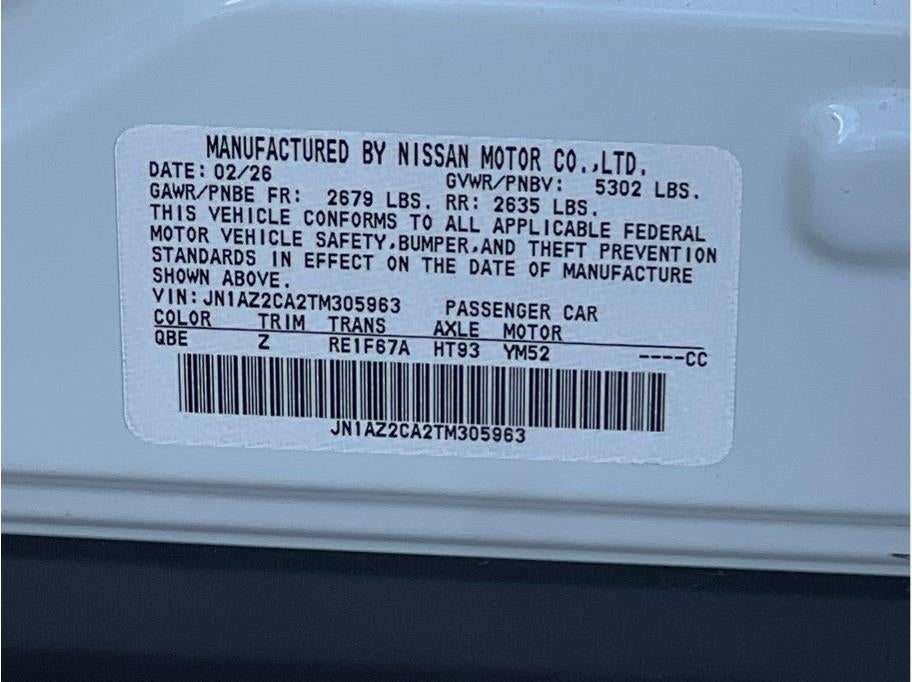 MANUFACTURED BY NISSAN MOTOR CO.,LTD.
DATE: 02/26 GVWR/PNBV: 5302 LBS.
GAWR/PNBE FR: 2679 LBS. RR: 2635 LBS.
THIS VEHICLE CONFORMS TO ALL APPLICABLE FEDERAL
MOTOR VEHICLE SAFETY,BUMPER,AND THEFT PREVENTION
STANDARDS IN EFFECT ON THE DATE OF MANUFACTURE
SHOWN ABOVE.
VIN: JN1AZ2CA2TM305963 PASSENGER CAR
COLOR TRIM TRANS AXLE MOTOR
QBE Z RE1F67A HT93 YM52 ----CC
JN1AZ2CA2TM305963